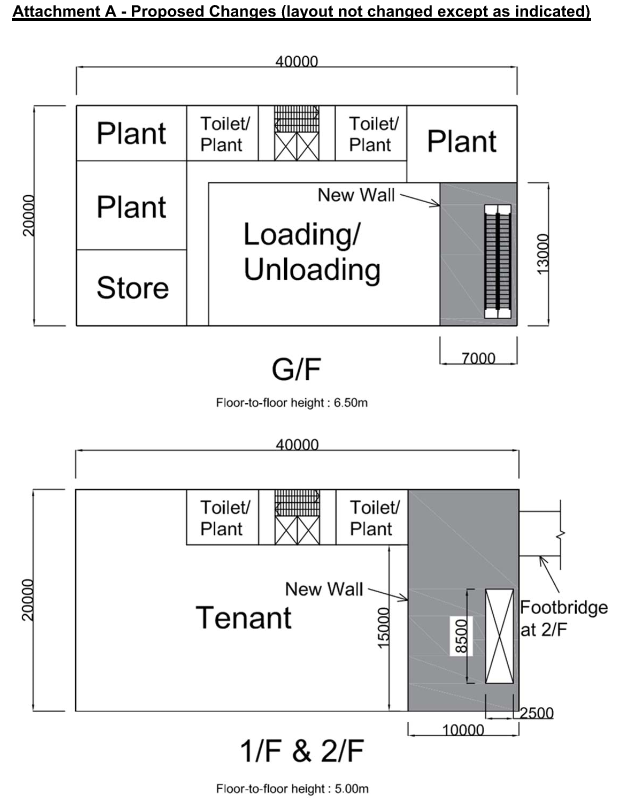 Attachment A - Proposed Changes (layout not changed except as indicated)
40000
Plant
Toilet/
Plant
Toilet/
Plant
Plant
20000
Plant
New Wall
Loading/
Unloading
13000
Store
7000
G/F
Floor-to-floor height : 6.50m
40000
Toilet/
Plant
Toilet/
Plant
20000
New Wall
Tenant
15000
8500
Footbridge
at 2/F
2500
10000
1/F & 2/F
Floor-to-floor height : 5.00m